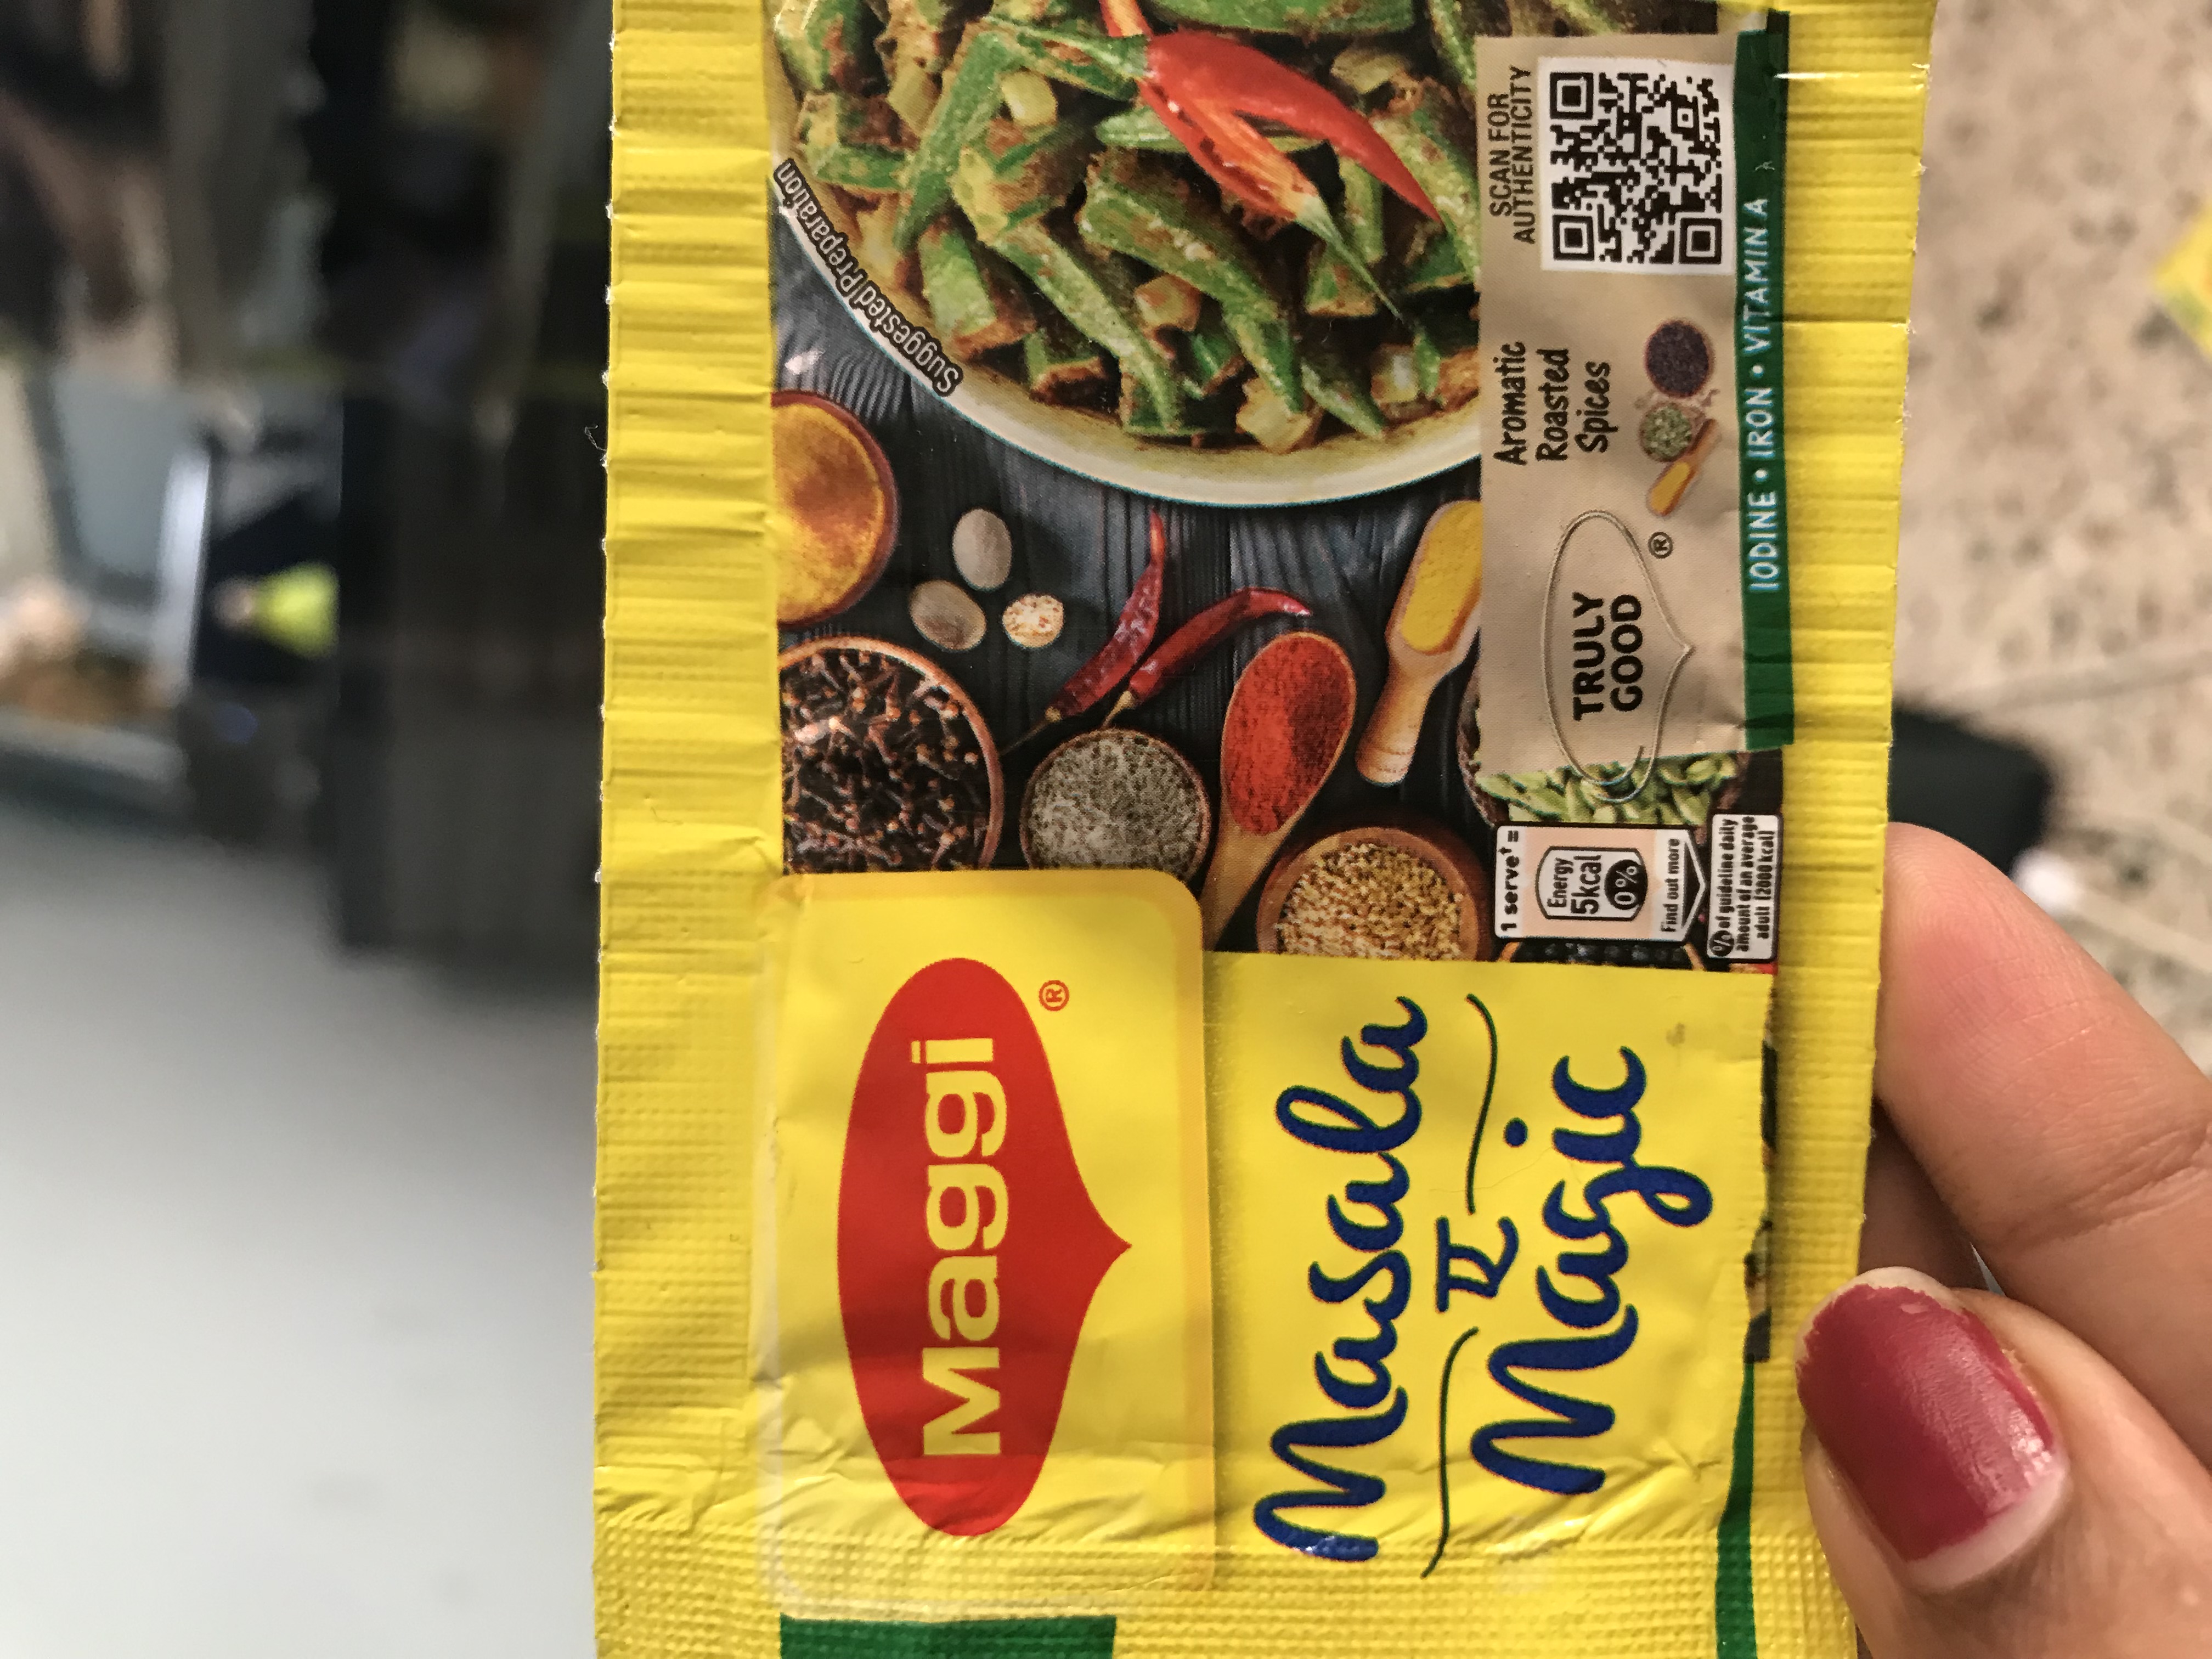 Maggi
®
Masala
ए
Magic
Suggested Preparation
1 serve† =
Energy
5kcal
0%
Find out more
% of guideline daily
amount of an average
adult (2000 kcal)
TRULY
GOOD
®
Aromatic
Roasted
Spices
SCAN FOR
AUTHENTICITY
IODINE • IRON • VITAMIN A